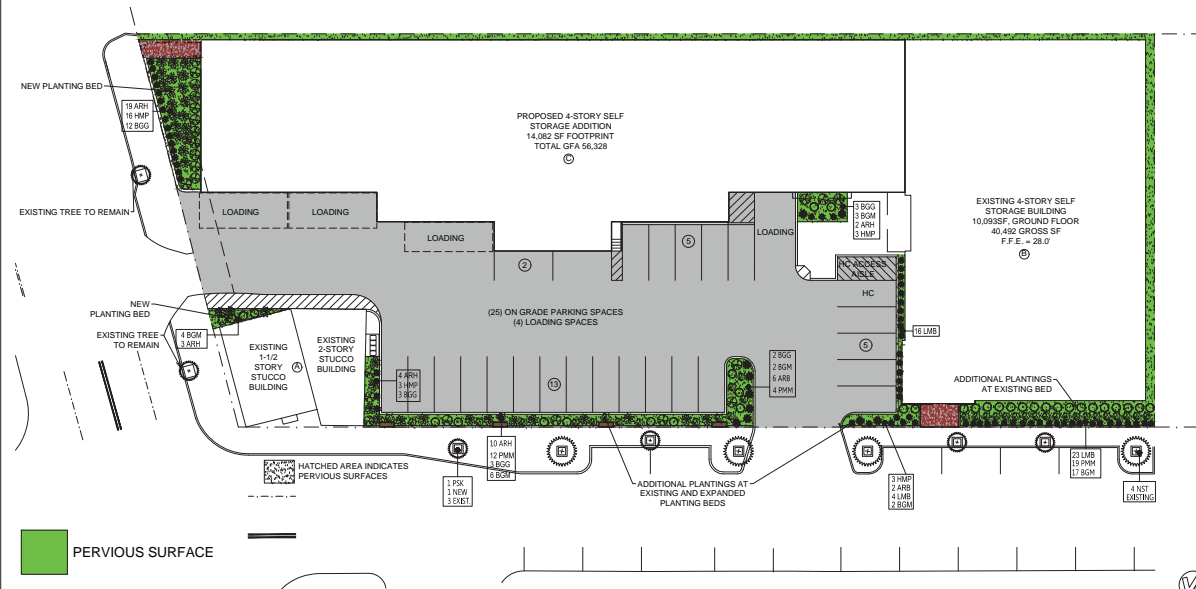 NEW PLANTING BED
19 ARH
16 HMP
12 BGG
EXISTING TREE TO REMAIN
PROPOSED 4-STORY SELF
STORAGE ADDITION
14,082 SF FOOTPRINT
TOTAL GFA 56,328
C
LOADING
LOADING
LOADING
LOADING
3 BGG
3 BGM
2 ARH
3 HMP
EXISTING 4-STORY SELF
STORAGE BUILDING
10,093SF, GROUND FLOOR
40,492 GROSS SF
F.F.E. = 28.0'
B
2
5
HC ACCESS
AISLE
HC
NEW
PLANTING BED
EXISTING TREE
TO REMAIN
4 BGM
3 ARH
EXISTING
1-1/2
STORY
STUCCO
BUILDING
A
EXISTING
2-STORY
STUCCO
BUILDING
(25) ON GRADE PARKING SPACES
(4) LOADING SPACES
16 LMB
5
4 ARH
3 HMP
3 BGG
13
2 BGG
2 BGM
6 ARB
4 PMM
ADDITIONAL PLANTINGS
AT EXISTING BED
HATCHED AREA INDICATES
PERVIOUS SURFACES
10 ARH
12 PMM
3 BGG
6 BGM
1 PSK
1 NEW
3 EXIST.
ADDITIONAL PLANTINGS AT
EXISTING AND EXPANDED
PLANTING BEDS
3 HMP
2 ARB
4 LMB
2 BGM
23 LMB
19 PMM
17 BGM
4 NST
EXISTING
PERVIOUS SURFACE